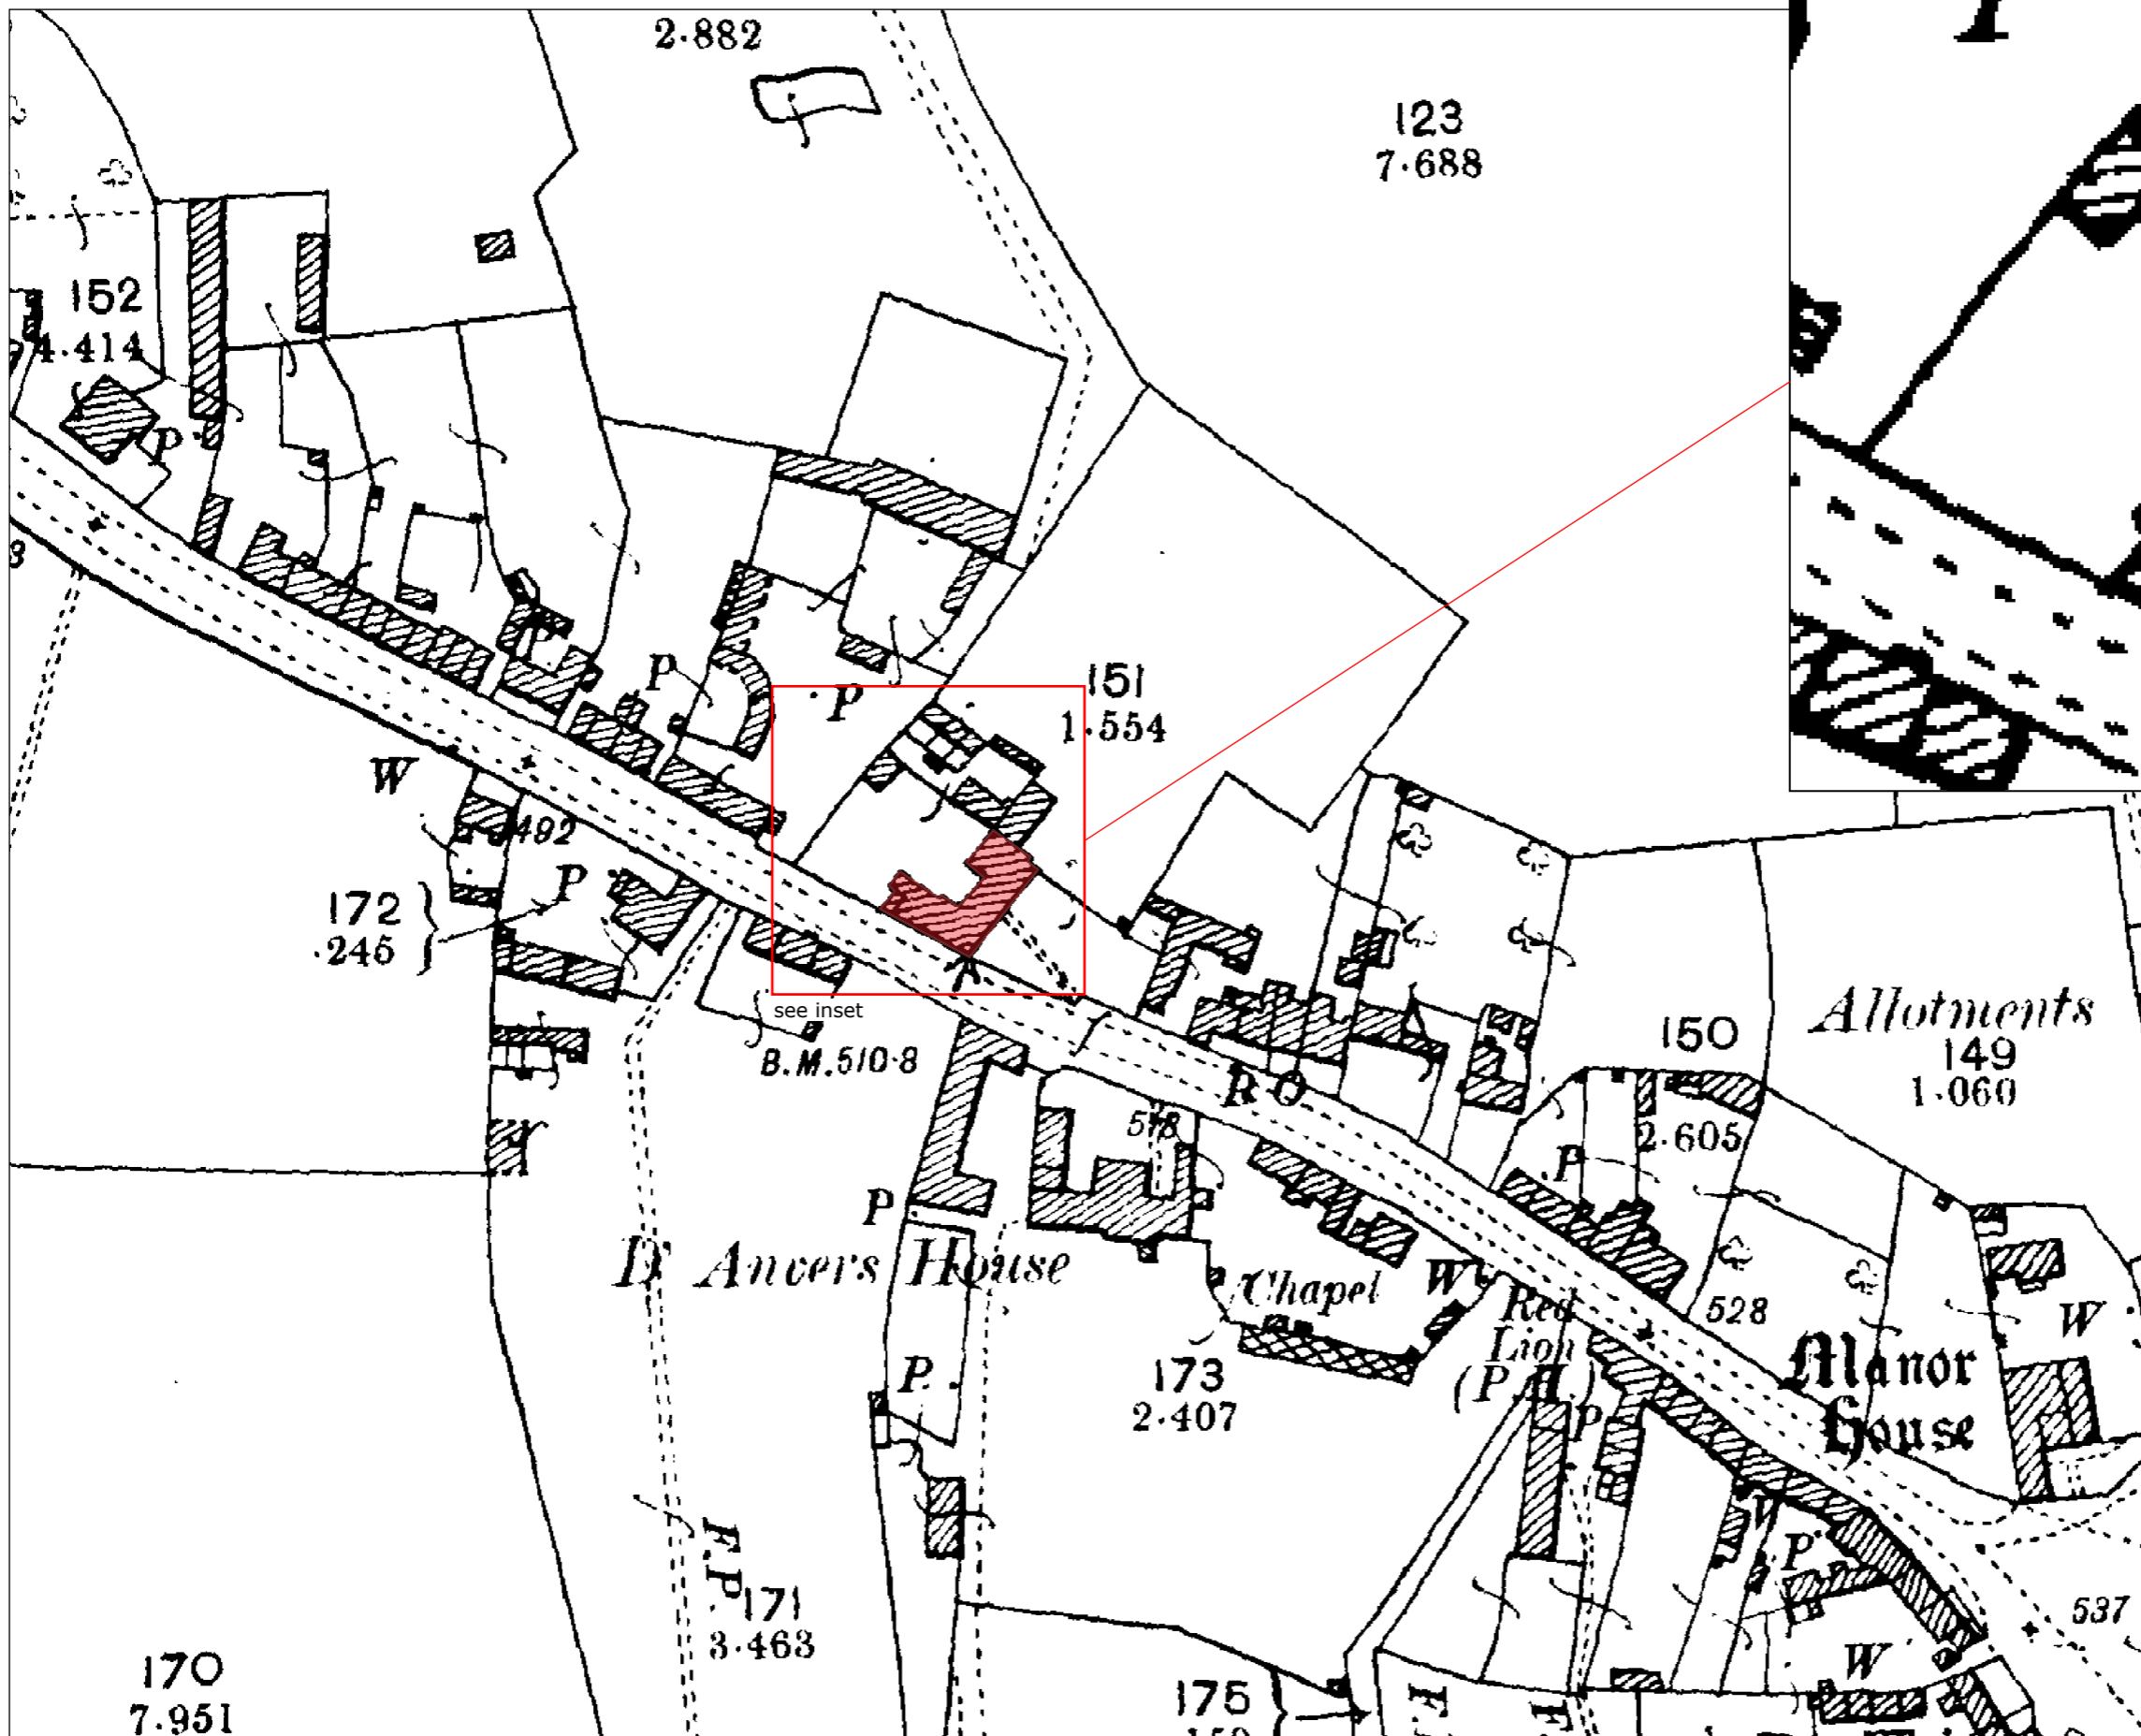 2·882
123
7·688
152
4·414
P
P
P
P
151
1·554
W
492
P
172
·245
see inset
B.M.510·8
Allotments
149
1·060
150
2·605
P
P.O
518
P
D'Anvers House
Chapel
W
Red
Lion
(P.H.)
528
W
Manor
House
P
173
2·407
P
W
P
F.P.
171
3·463
537
W
170
7·951
175